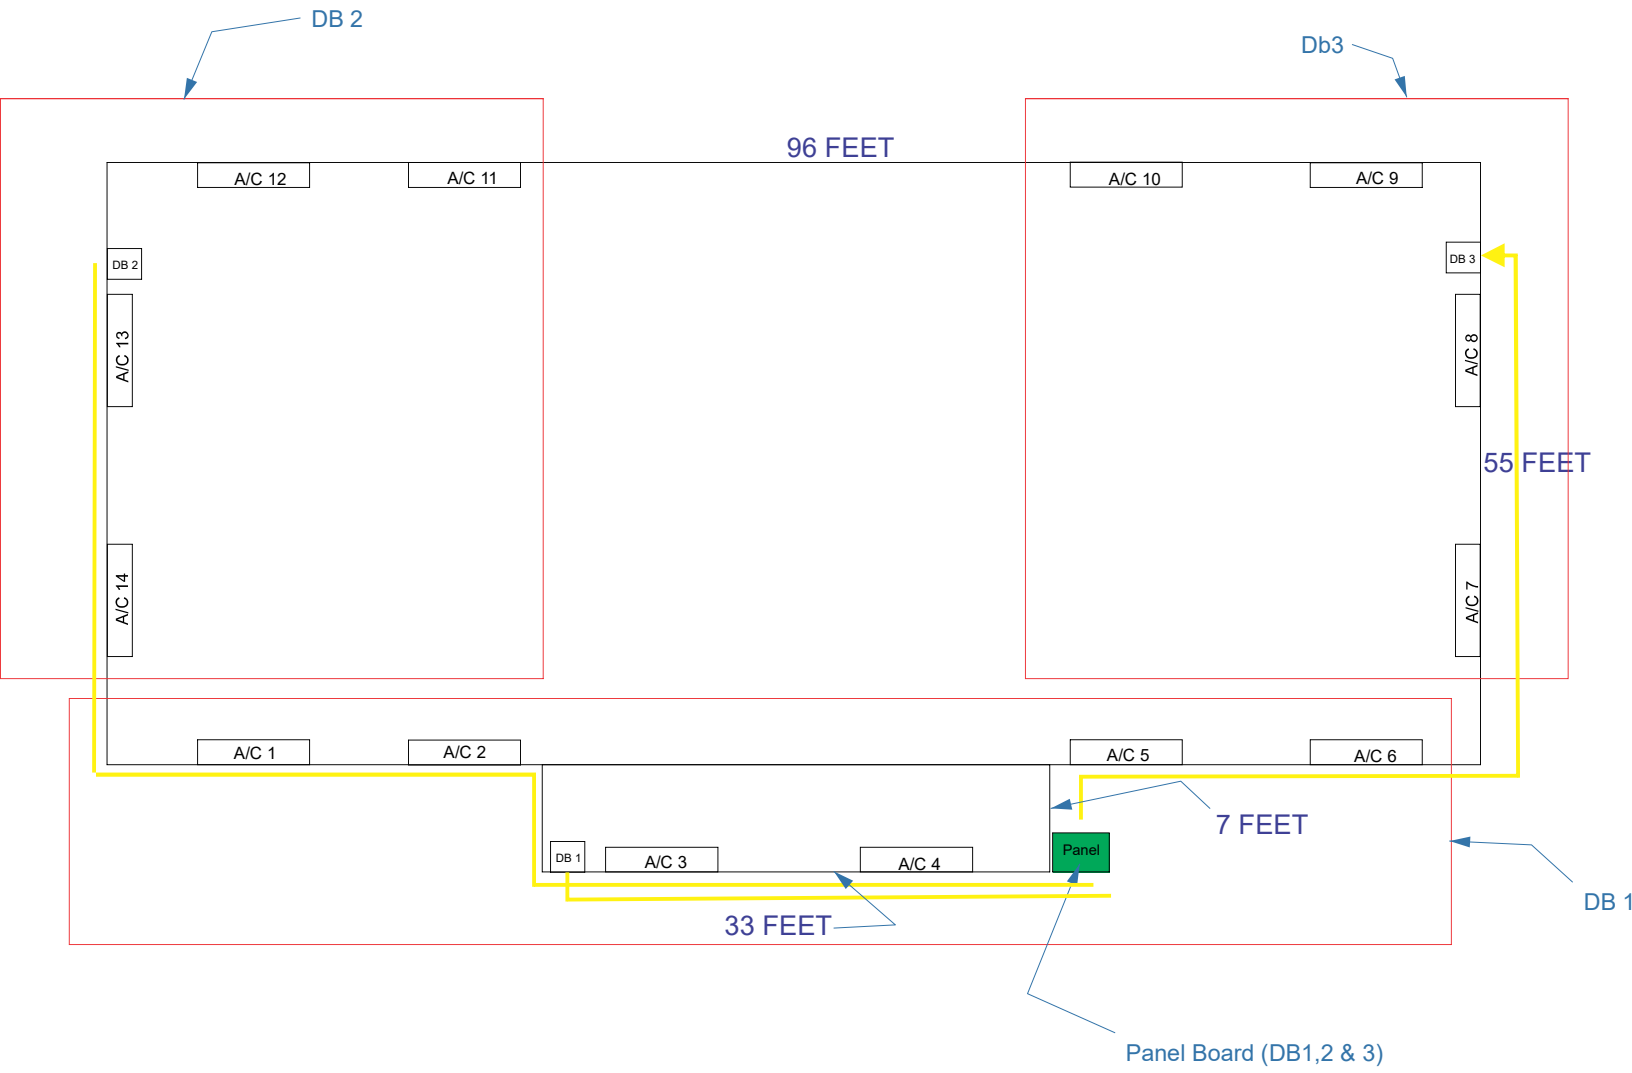 DB 2
Db3
96 FEET
A/C 12
A/C 11
A/C 10
A/C 9
DB 2
DB 3
A/C 13
A/C 8
55 FEET
A/C 14
A/C 7
A/C 1
A/C 2
A/C 5
A/C 6
7 FEET
Panel
DB 1
A/C 3
A/C 4
DB 1
33 FEET
Panel Board (DB1,2 & 3)